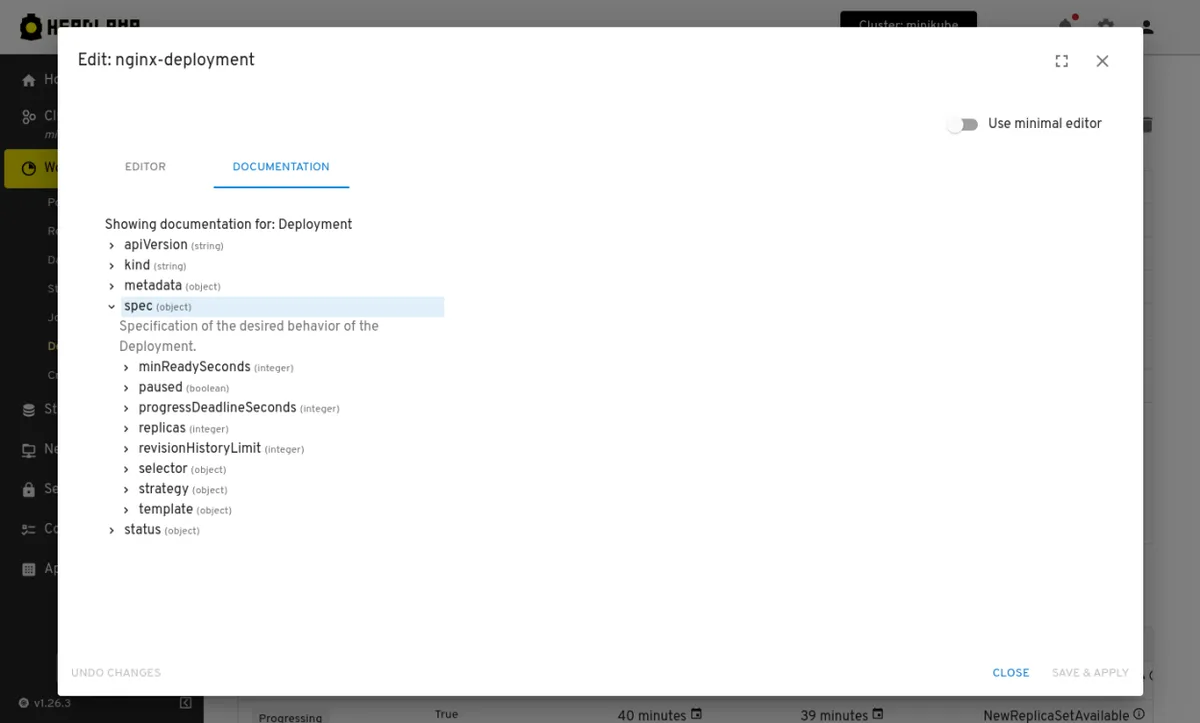 Cluster: minikube
Edit: nginx-deployment
Use minimal editor
EDITOR
DOCUMENTATION
Showing documentation for: Deployment
apiVersion (string)
kind (string)
metadata (object)
spec (object)
Specification of the desired behavior of the
Deployment.
minReadySeconds (integer)
paused (boolean)
progressDeadlineSeconds (integer)
replicas (integer)
revisionHistoryLimit (integer)
selector (object)
strategy (object)
template (object)
status (object)
UNDO CHANGES
CLOSE
SAVE & APPLY
v1.26.3
Progressing
True
40 minutes
39 minutes
NewReplicaSetAvailable